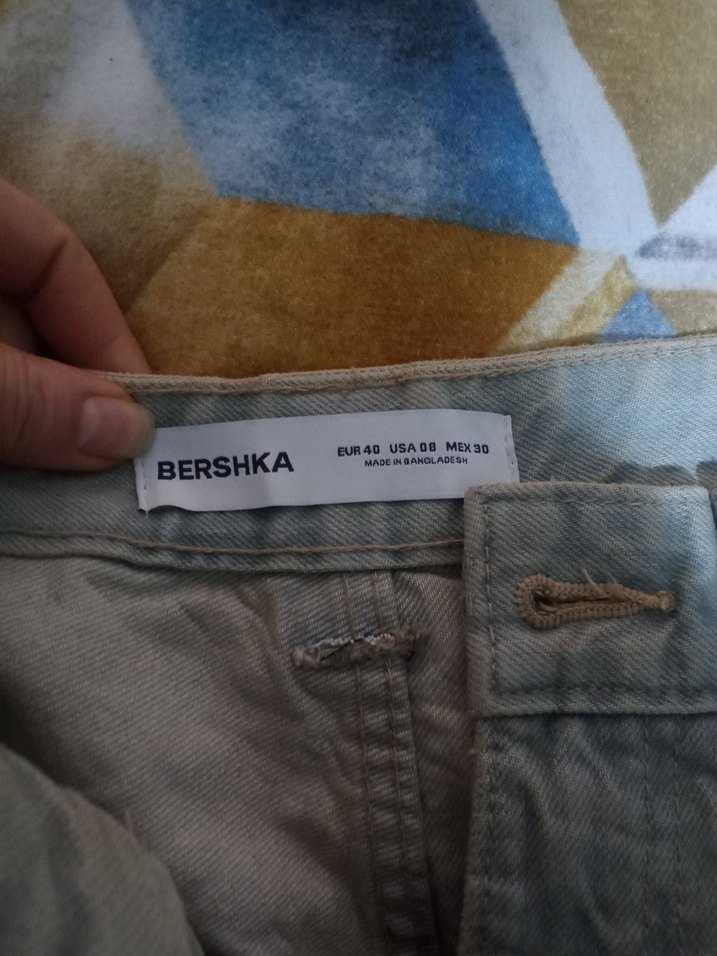 BERSHKA
EUR 40 USA 08 MEX 30
MADE IN BANGLADESH